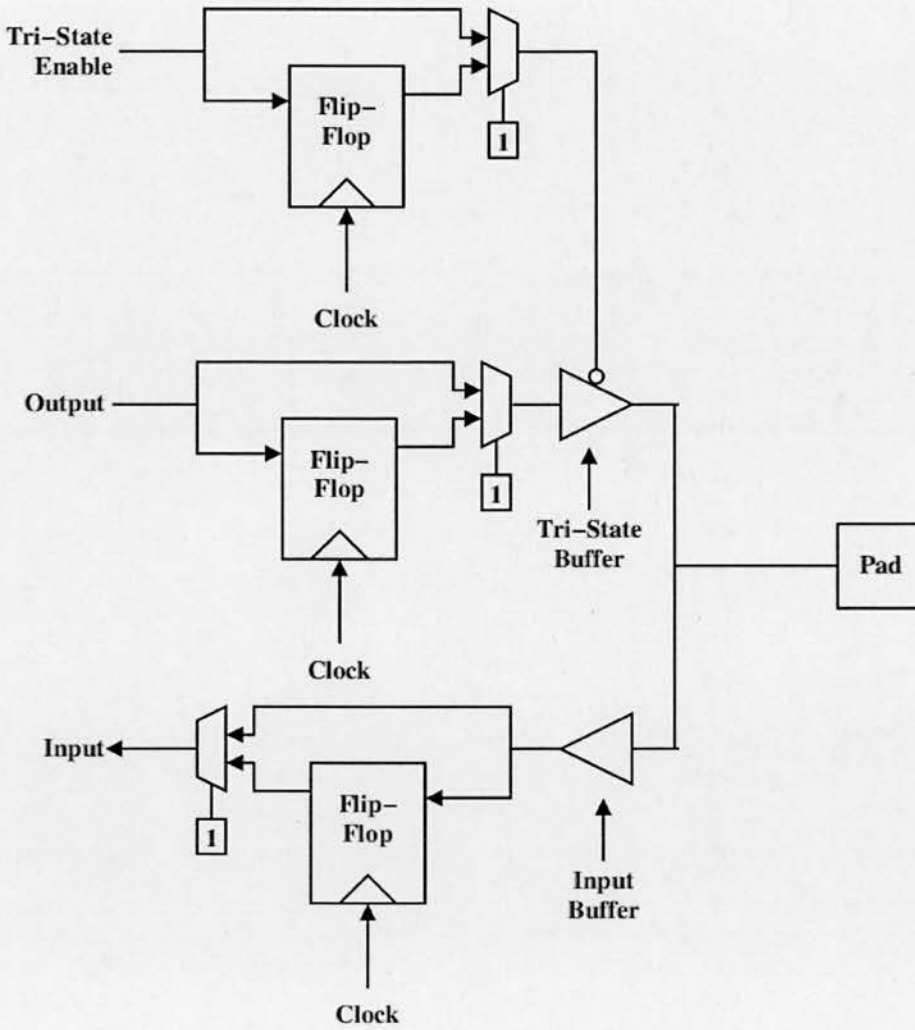 Tri–State
Enable
Flip–
Flop
1
Clock
Output
Flip–
Flop
1
Tri–State
Buffer
Pad
Clock
Input
Flip–
Flop
1
Input
Buffer
Clock